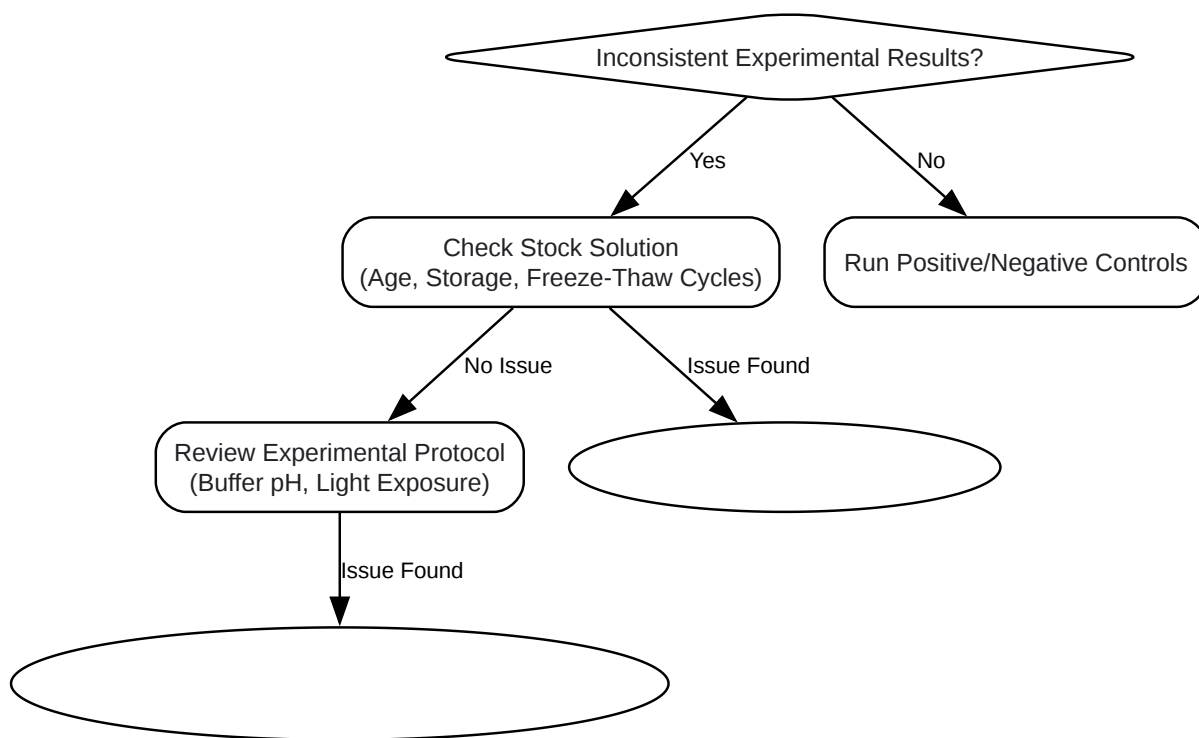 Inconsistent Experimental Results?
Yes
No
Check Stock Solution
(Age, Storage, Freeze-Thaw Cycles)
Run Positive/Negative Controls
No Issue
Issue Found
Review Experimental Protocol
(Buffer pH, Light Exposure)
Issue Found